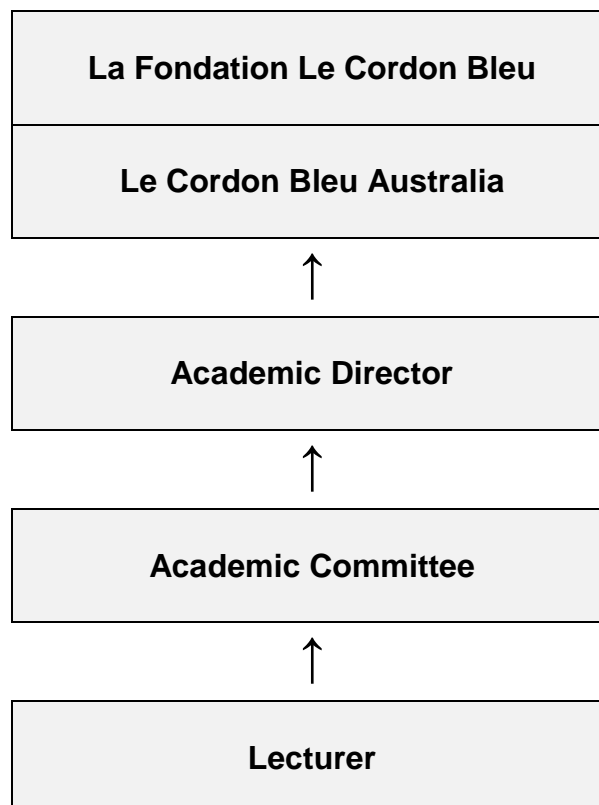 La Fondation Le Cordon Bleu
Le Cordon Bleu Australia
↑
Academic Director
↑
Academic Committee
↑
Lecturer